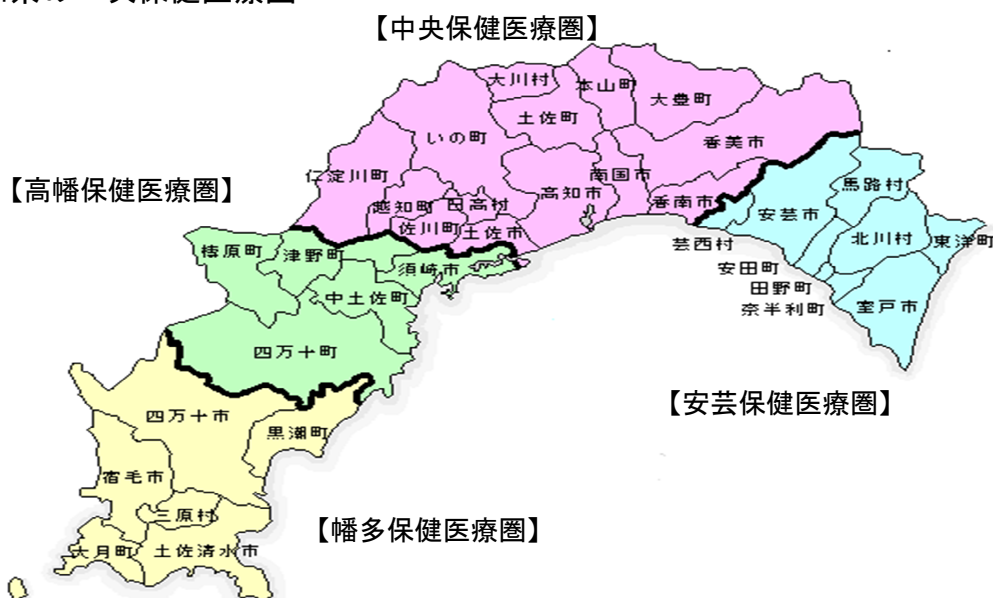 【中央保健医療圏】
大川村
本山町
大豊町
土佐町
いの町
香美市
仁淀川町
南国市
高知市
越知町
日高村
香南市
佐川町
土佐市
【高幡保健医療圏】
馬路村
安芸市
北川村
東洋町
芸西村
安田町
田野町
奈半利町
室戸市
梼原町
津野町
須崎市
中土佐町
四万十町
【安芸保健医療圏】
四万十市
黒潮町
宿毛市
三原村
大月町
土佐清水市
【幡多保健医療圏】